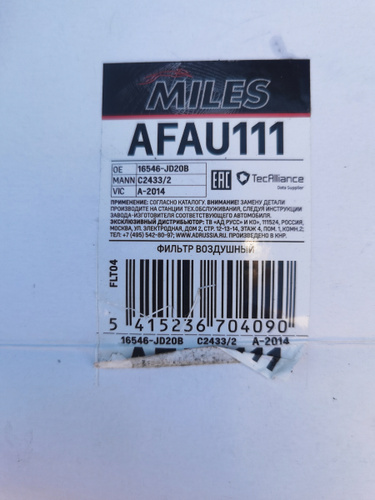 MILES
AFAU111
OE 16546-JD20B
MANN C2433/2
VIC A-2014
EAC
TecAlliance
Data Supplier
ПРИМЕНЕНИЕ: СОГЛАСНО КАТАЛОГУ. ВНИМАНИЕ! ЗАМЕНУ ДЕТАЛИ
ПРОИЗВОДИТЕ НА СТАНЦИИ ТЕХ.ОБСЛУЖИВАНИЯ, СЛЕДУЯ ИНСТРУКЦИИ
ЗАВОДА-ИЗГОТОВИТЕЛЯ СООТВЕТСТВУЮЩЕГО АВТОМОБИЛЯ.
ЭКСКЛЮЗИВНЫЙ ДИСТРИБЬЮТОР: ТВ «АД РУСС» И КО», 111524, РОССИЯ,
МОСКВА, УЛ. ЭЛЕКТРОДНАЯ, ДОМ 2, СТР. 12-13-14, ЭТАЖ 4, ПОМ. 1, КОМН.2;
ТЕЛ: +7 (495) 542-80-97; WWW.ADRUSSIA.RU. ПРОИЗВЕДЕНО В КНР.
ФИЛЬТР ВОЗДУШНЫЙ
FLT04
5 415236 704090
16546-JD20B C2433/2 A-2014
AFAU111